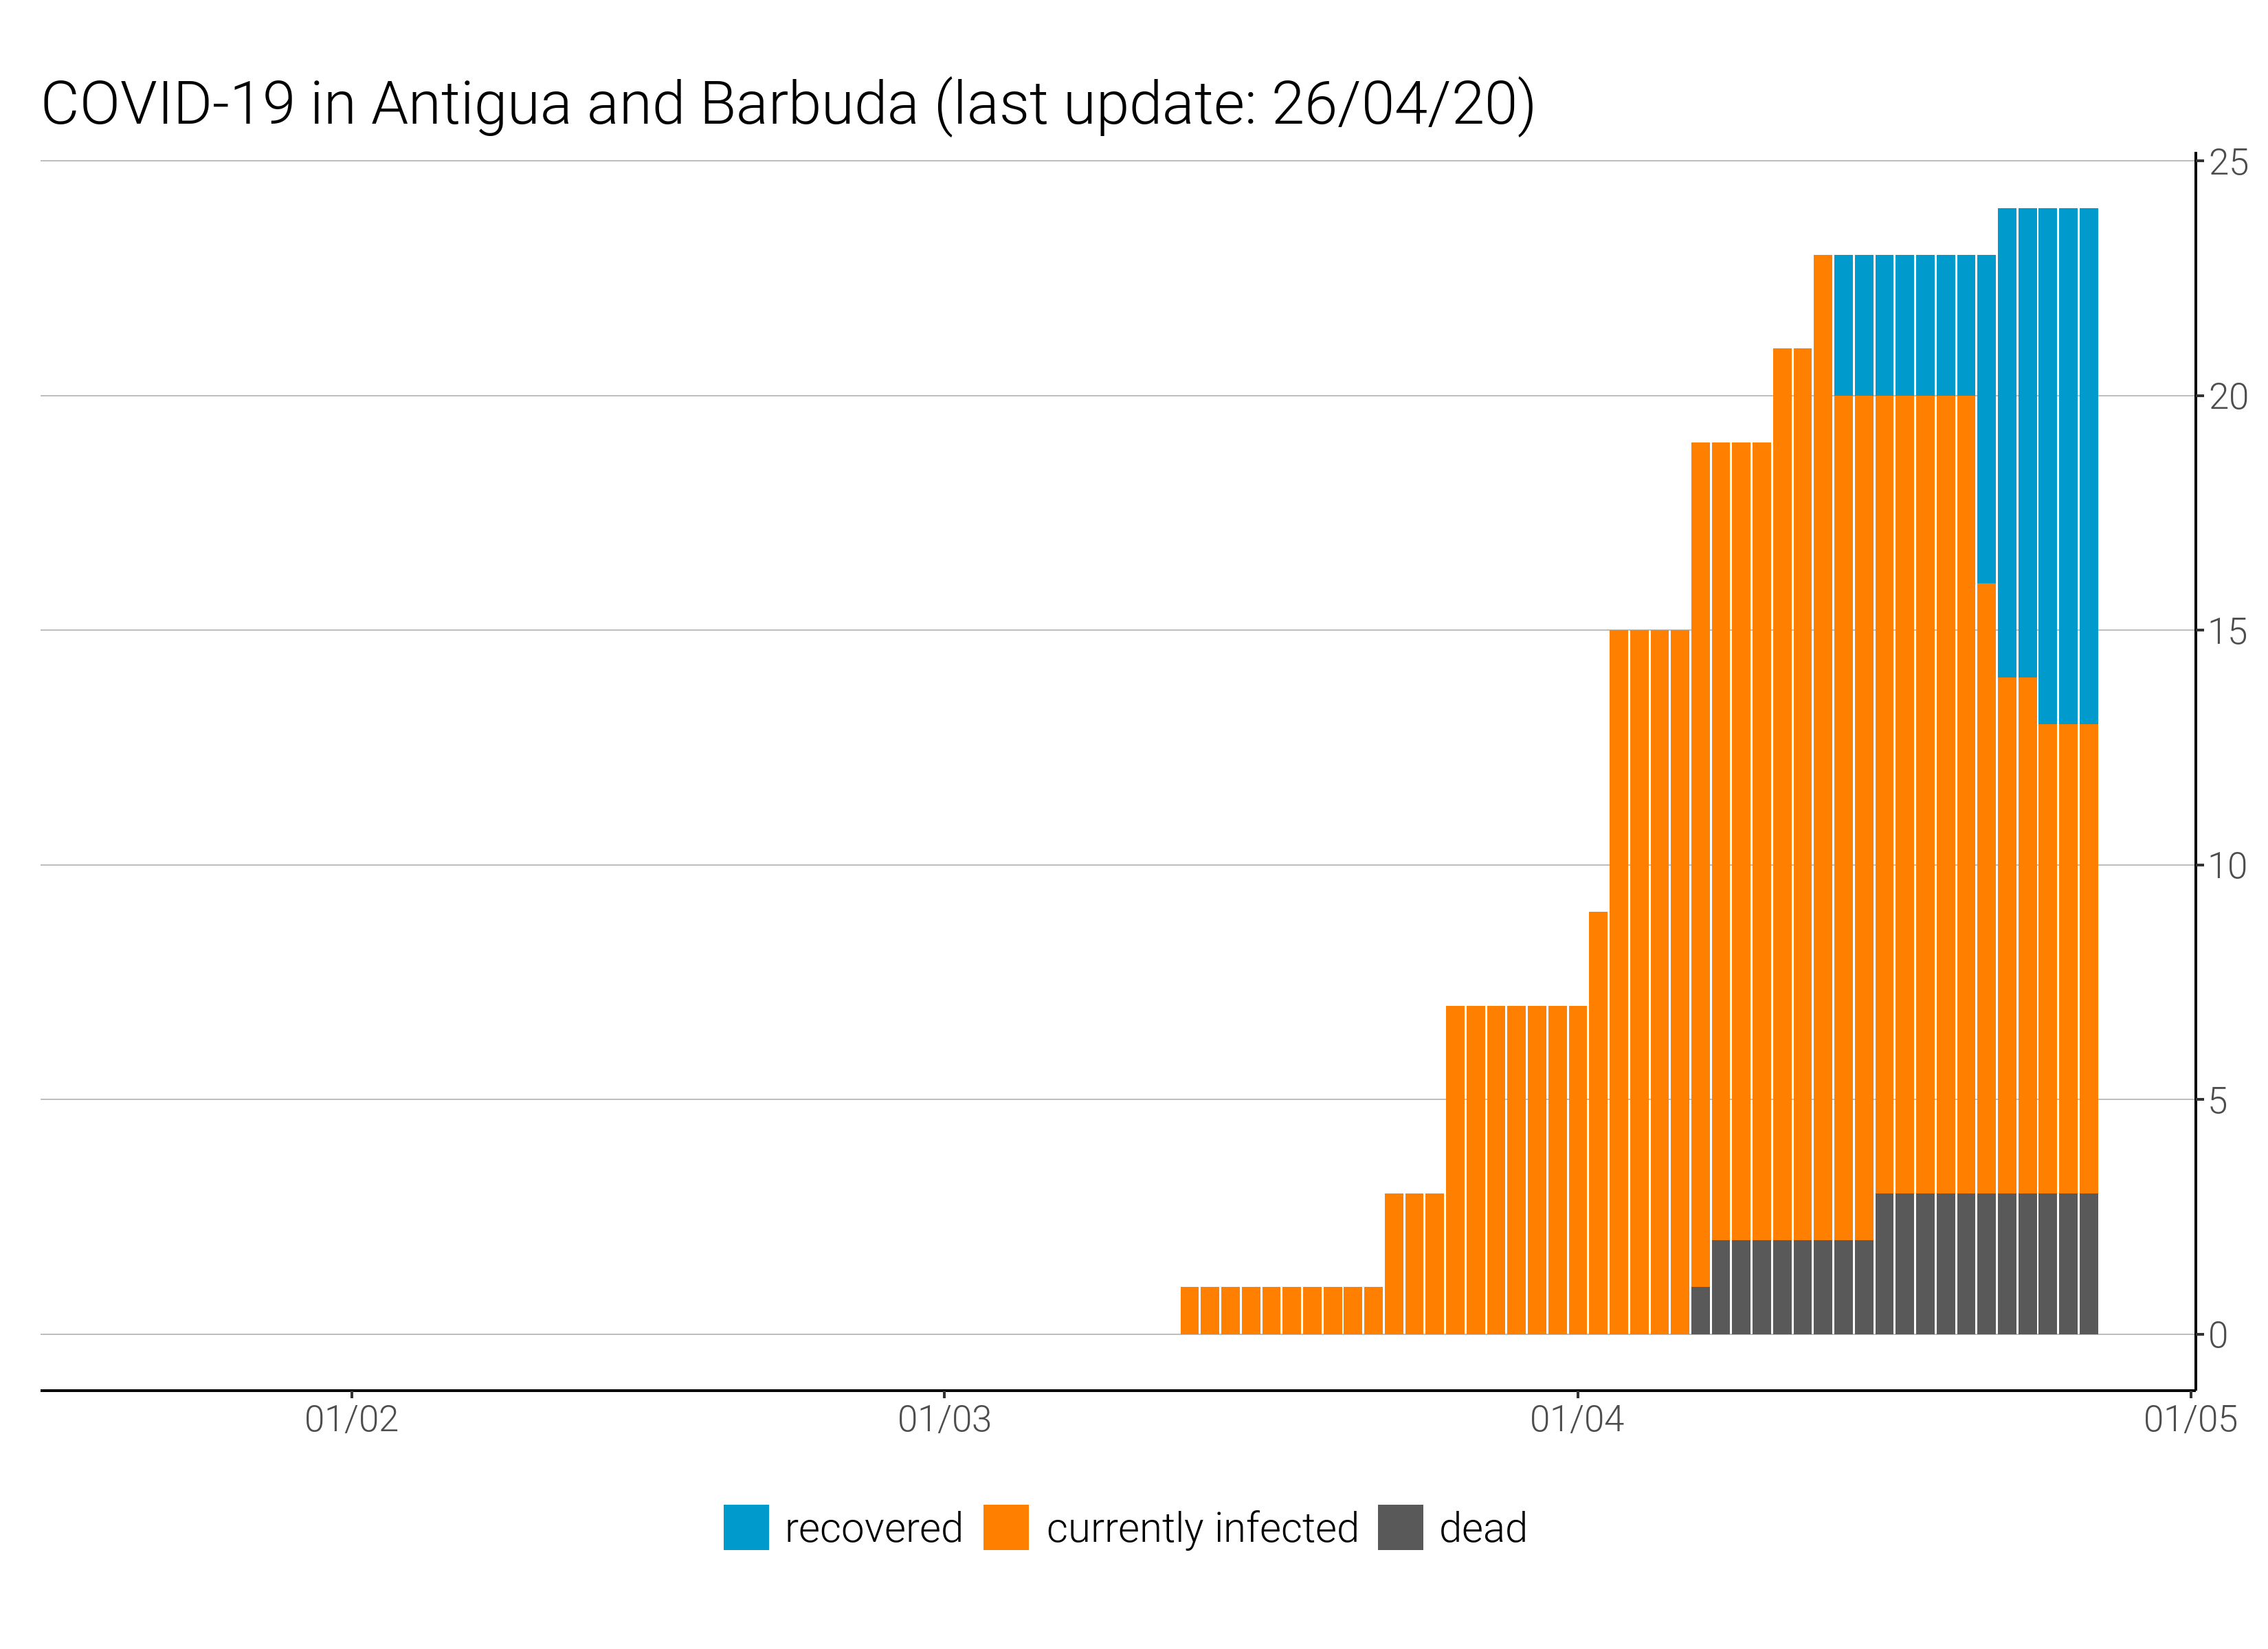 COVID-19 in Antigua and Barbuda (last update: 26/04/20)
25
20
15
10
5
0
01/02 01/03 01/04 01/05
recovered currently infected dead